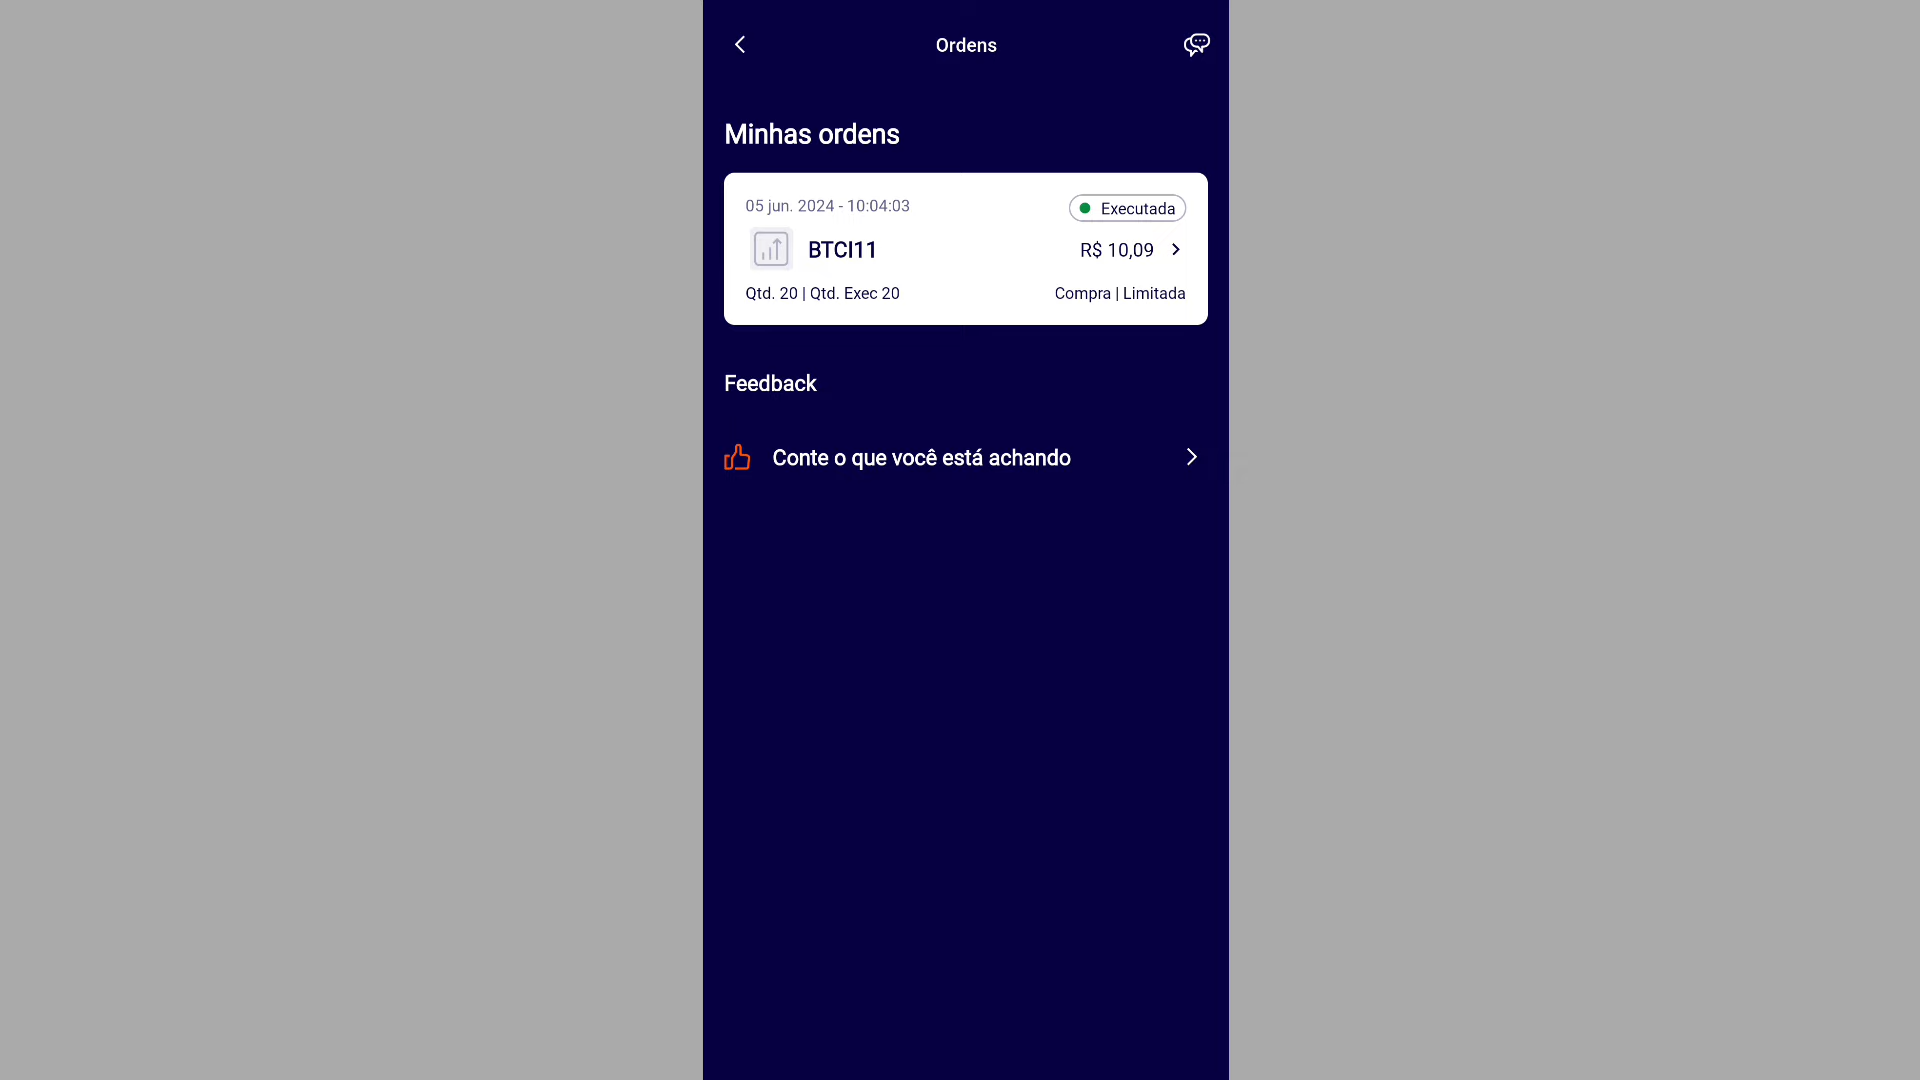 Ordens
Minhas ordens
05 jun. 2024 - 10:04:03
Executada
BTCI11
R$ 10,09
Qtd. 20 | Qtd. Exec 20
Compra | Limitada
Feedback
Conte o que você está achando